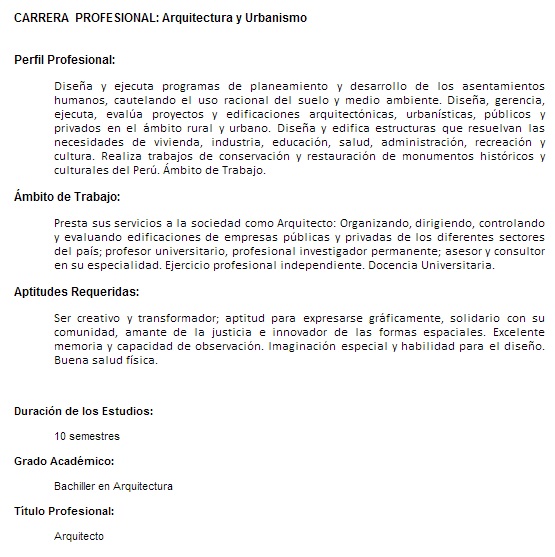 CARRERA PROFESIONAL: Arquitectura y Urbanismo
Perfil Profesional:
Diseña y ejecuta programas de planeamiento y desarrollo de los asentamientos
humanos, cautelando el uso racional del suelo y medio ambiente. Diseña, gerencia,
ejecuta, evalúa proyectos y edificaciones arquitectónicas, urbanísticas, públicos y
privados en el ámbito rural y urbano. Diseña y edifica estructuras que resuelvan las
necesidades de vivienda, industria, educación, salud, administración, recreación y
cultura. Realiza trabajos de conservación y restauración de monumentos históricos y
culturales del Perú. Ámbito de Trabajo.
Ámbito de Trabajo:
Presta sus servicios a la sociedad como Arquitecto: Organizando, dirigiendo, controlando
y evaluando edificaciones de empresas públicas y privadas de los diferentes sectores
del país; profesor universitario, profesional investigador permanente; asesor y consultor
en su especialidad. Ejercicio profesional independiente. Docencia Universitaria.
Aptitudes Requeridas:
Ser creativo y transformador; aptitud para expresarse gráficamente, solidario con su
comunidad, amante de la justicia e innovador de las formas espaciales. Excelente
memoria y capacidad de observación. Imaginación especial y habilidad para el diseño.
Buena salud física.
Duración de los Estudios:
10 semestres
Grado Académico:
Bachiller en Arquitectura
Título Profesional:
Arquitecto